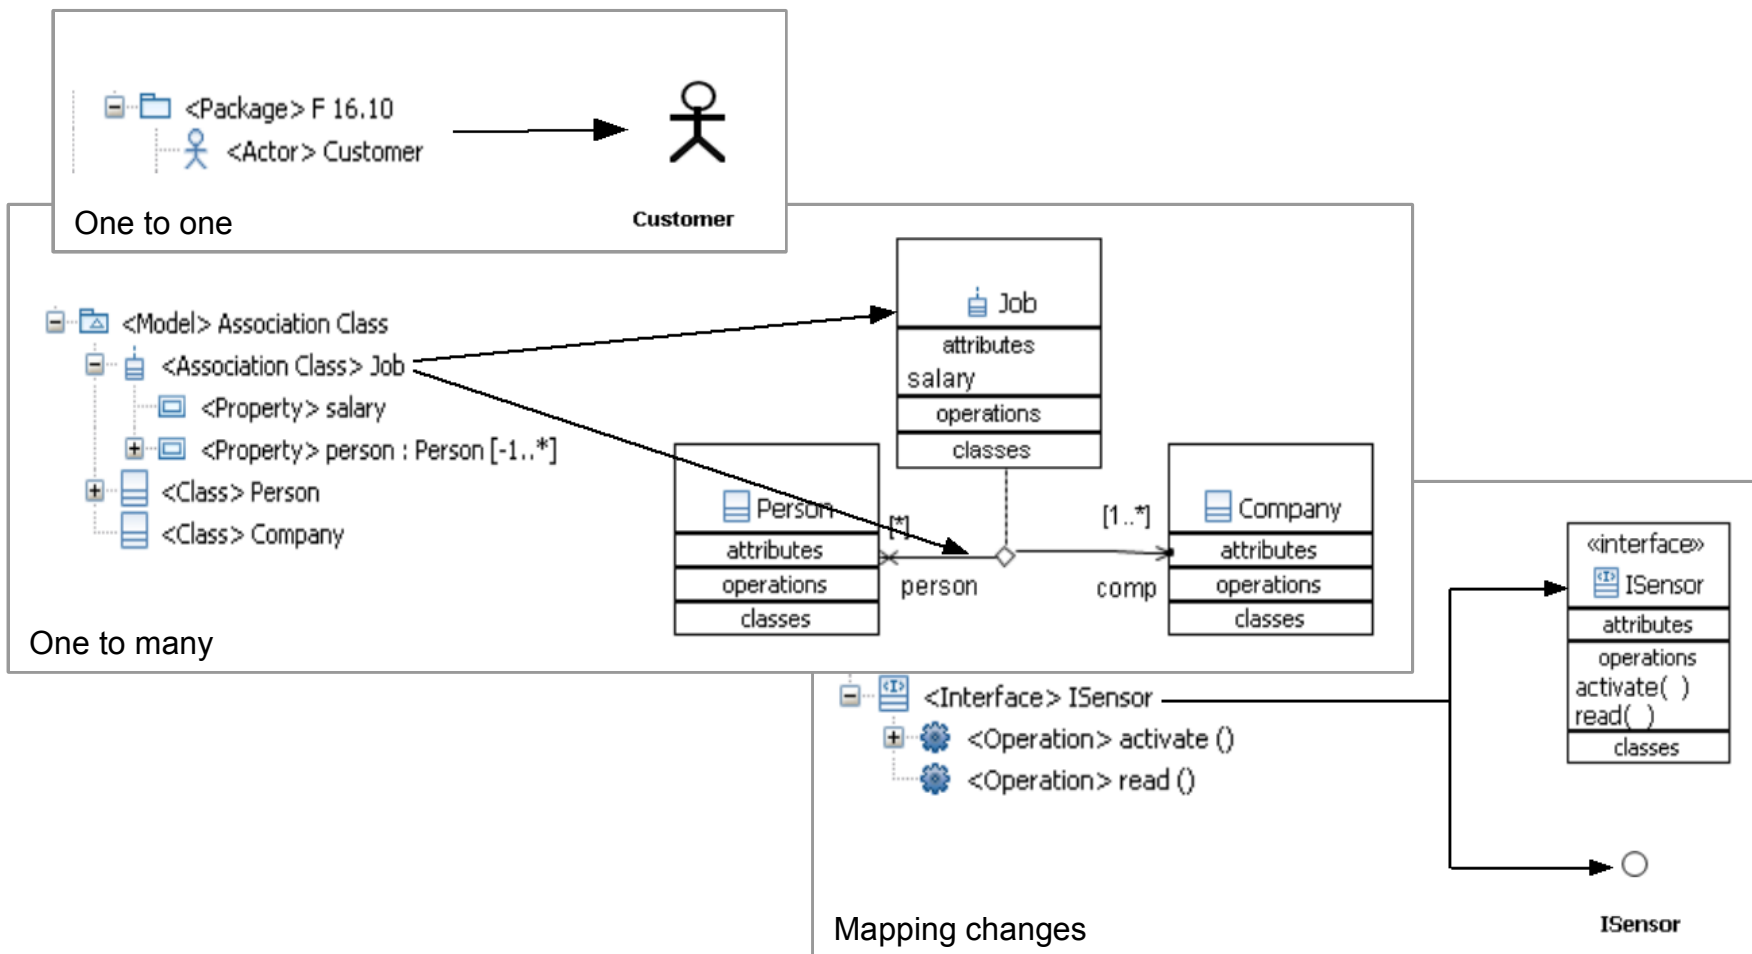 <Package> F 16.10
<Actor> Customer
Customer
One to one
<Model> Association Class
<Association Class> Job
<Property> salary
<Property> person : Person [-1..*]
<Class> Person
<Class> Company
Job
attributes
salary
operations
classes
Person
attributes
operations
classes
[*]
person
[1..*]
comp
Company
attributes
operations
classes
One to many
<Interface> ISensor
<Operation> activate ()
<Operation> read ()
«interface»
ISensor
attributes
operations
activate( )
read( )
classes
ISensor
Mapping changes